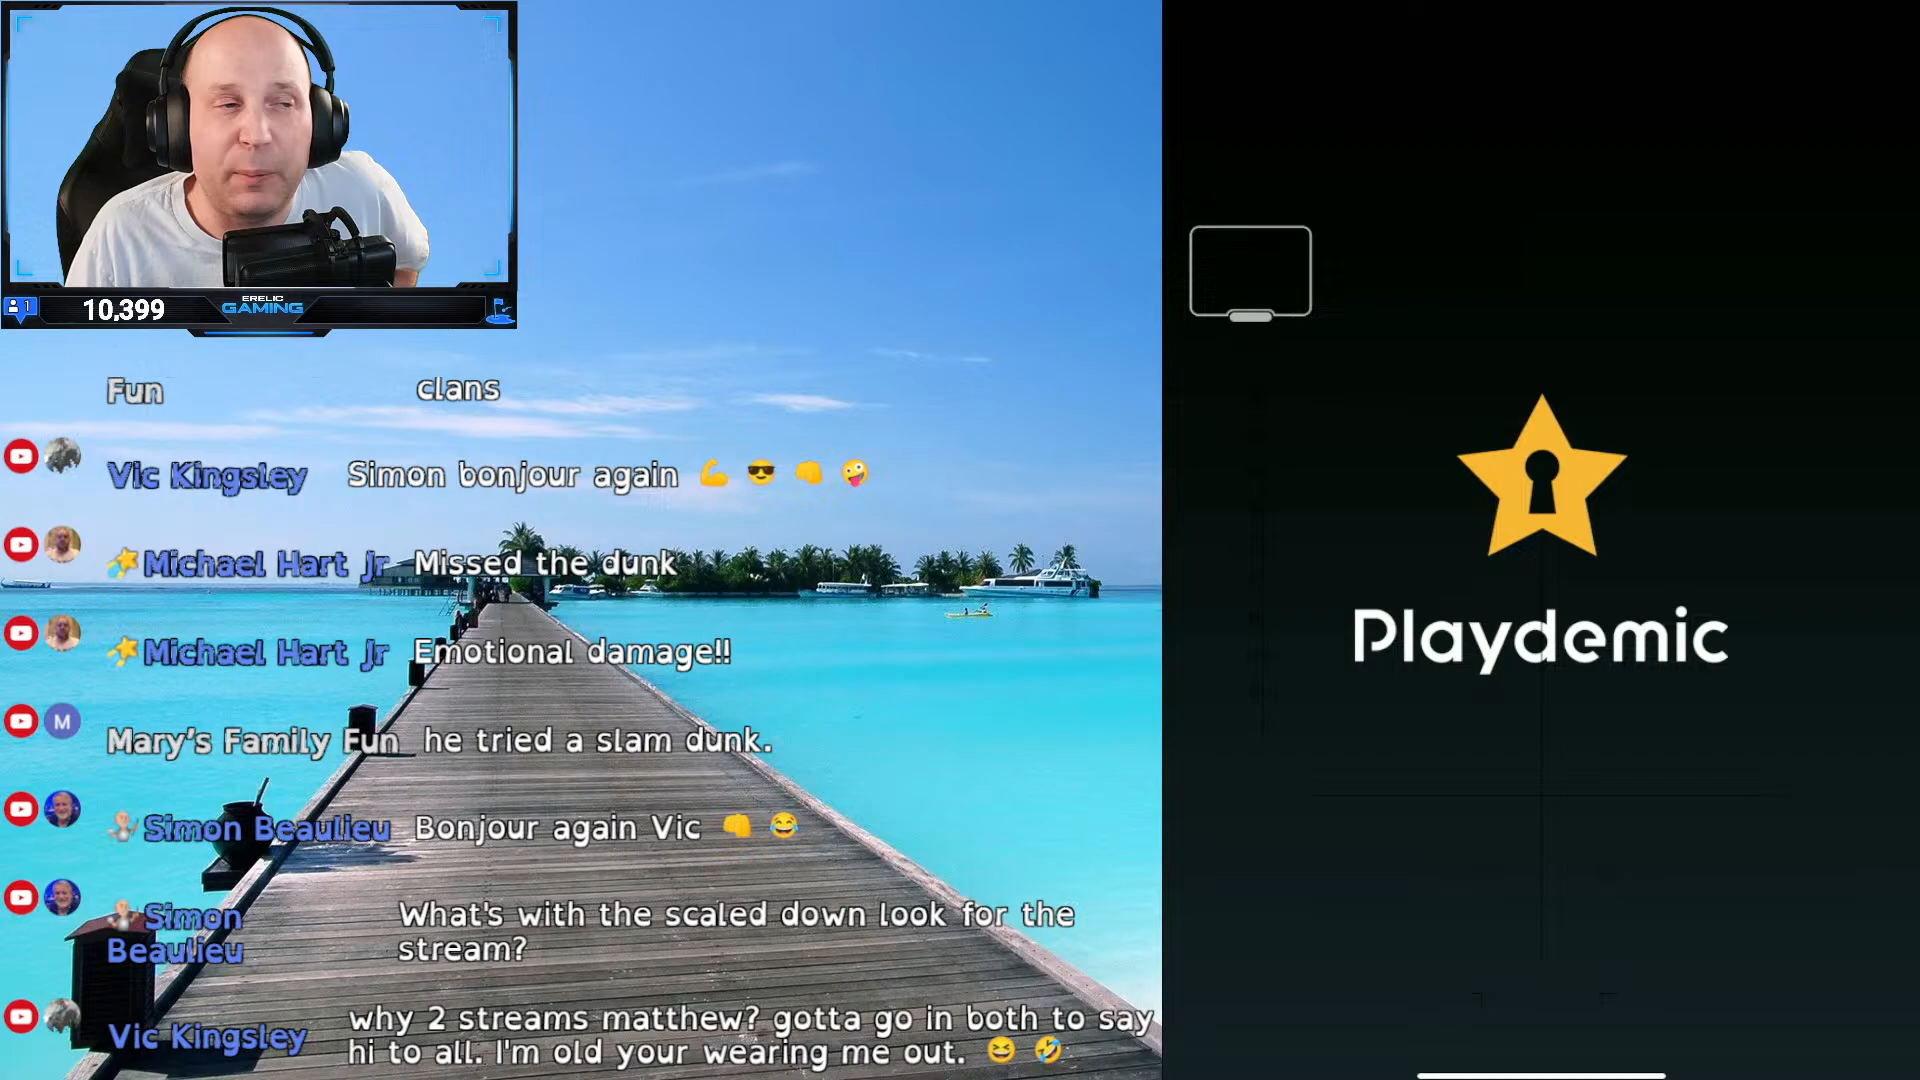 1
10,399
ERELIC
GAMING
Fun clans
Vic Kingsley Simon bonjour again 💪 😎 👊 🤪
Michael Hart Jr Missed the dunk
Michael Hart Jr Emotional damage!!
M
Mary's Family Fun he tried a slam dunk.
Simon Beaulieu Bonjour again Vic 👊 😂
Simon Beaulieu What's with the scaled down look for the
stream?
Vic Kingsley why 2 streams matthew? gotta go in both to say
hi to all. I'm old your wearing me out. 😆 🤣
Playdemic